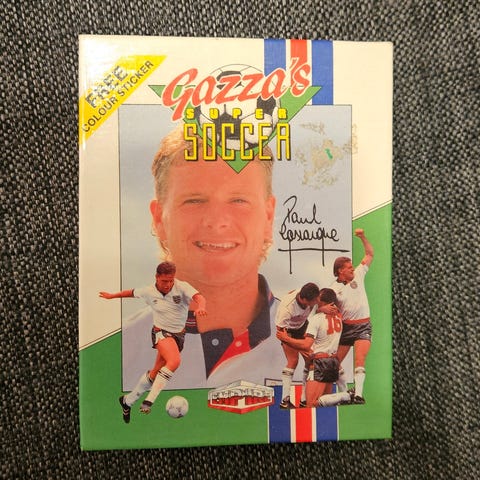 FREE
COLOUR STICKER
Gazza's
SUPER
SOCCER
Paul
Gascoigne
16
EMPIRE